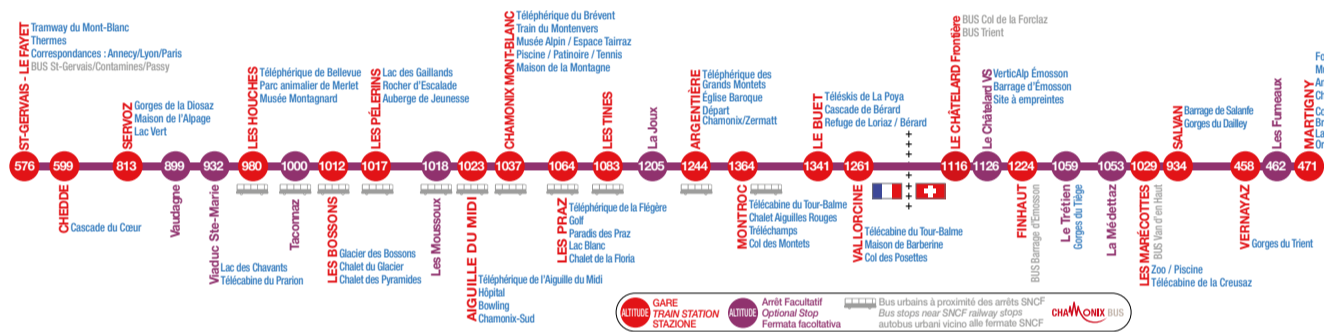 ST-GERVAIS - LE FAYET
Tramway du Mont-Blanc
Thermes
Correspondances : Annecy/Lyon/Paris
BUS St-Gervais/Contamines/Passy
576
599
CHEDDE
Cascade du Cœur
SERVOZ
Gorges de la Diosaz
Maison de l'Alpage
Lac Vert
813
899
Vaudagne
932
Viaduc Ste-Marie
Lac des Chavants
Télécabine du Prarion
LES HOUCHES
Téléphérique de Bellevue
Parc animalier de Merlet
Musée Montagnard
980
1000
Taconnaz
1012
LES BOSSONS
Glacier des Bossons
Chalet du Glacier
Chalet des Pyramides
LES PÉLERINS
Lac des Gaillands
Rocher d'Escalade
Auberge de Jeunesse
1017
1018
Les Moussoux
1023
AIGUILLE DU MIDI
Téléphérique de l'Aiguille du Midi
Hôpital
Bowling
Chamonix-Sud
CHAMONIX MONT-BLANC
Téléphérique du Brévent
Train du Montenvers
Musée Alpin / Espace Tairraz
Piscine / Patinoire / Tennis
Maison de la Montagne
1037
1064
LES PRAZ
Téléphérique de la Flégère
Golf
Paradis des Praz
Lac Blanc
Chalet de la Floria
LES TINES
1083
La Joux
1205
ARGENTIÈRE
Téléphérique des
Grands Montets
Église Baroque
Départ
Chamonix/Zermatt
1244
1364
MONTROC
Télécabine du Tour-Balme
Chalet Aiguilles Rouges
Tréléchamps
Col des Montets
LE BUET
Téléskis de La Poya
Cascade de Bérard
Refuge de Loriaz / Bérard
1341
1261
VALLORCINE
Télécabine du Tour-Balme
Maison de Barberine
Col des Posettes
LE CHÂTELARD Frontière
BUS Col de la Forclaz
BUS Trient
1116
Le Châtelard VS
VerticAlp Émosson
Barrage d'Émosson
Site à empreintes
1126
1224
FINHAUT
BUS Barrage d'Emosson
1059
Le Trétien
Gorges du Tiège
1053
La Médettaz
1029
LES MARÉCOTTES
BUS Van d'en Haut
Zoo / Piscine
Télécabine de la Creusaz
SALVAN
Barrage de Salanfe
Gorges du Dailley
934
458
VERNAYAZ
Gorges du Trient
Les Fumeaux
462
MARTIGNY
471
ALTITUDE
GARE
TRAIN STATION
STAZIONE
ALTITUDE
Arrêt Facultatif
Optional Stop
Fermata facoltativa
Bus urbains à proximité des arrêts SNCF
Bus stops near SNCF railway stops
autobus urbani vicino alle fermate SNCF
CHAMONIX BUS